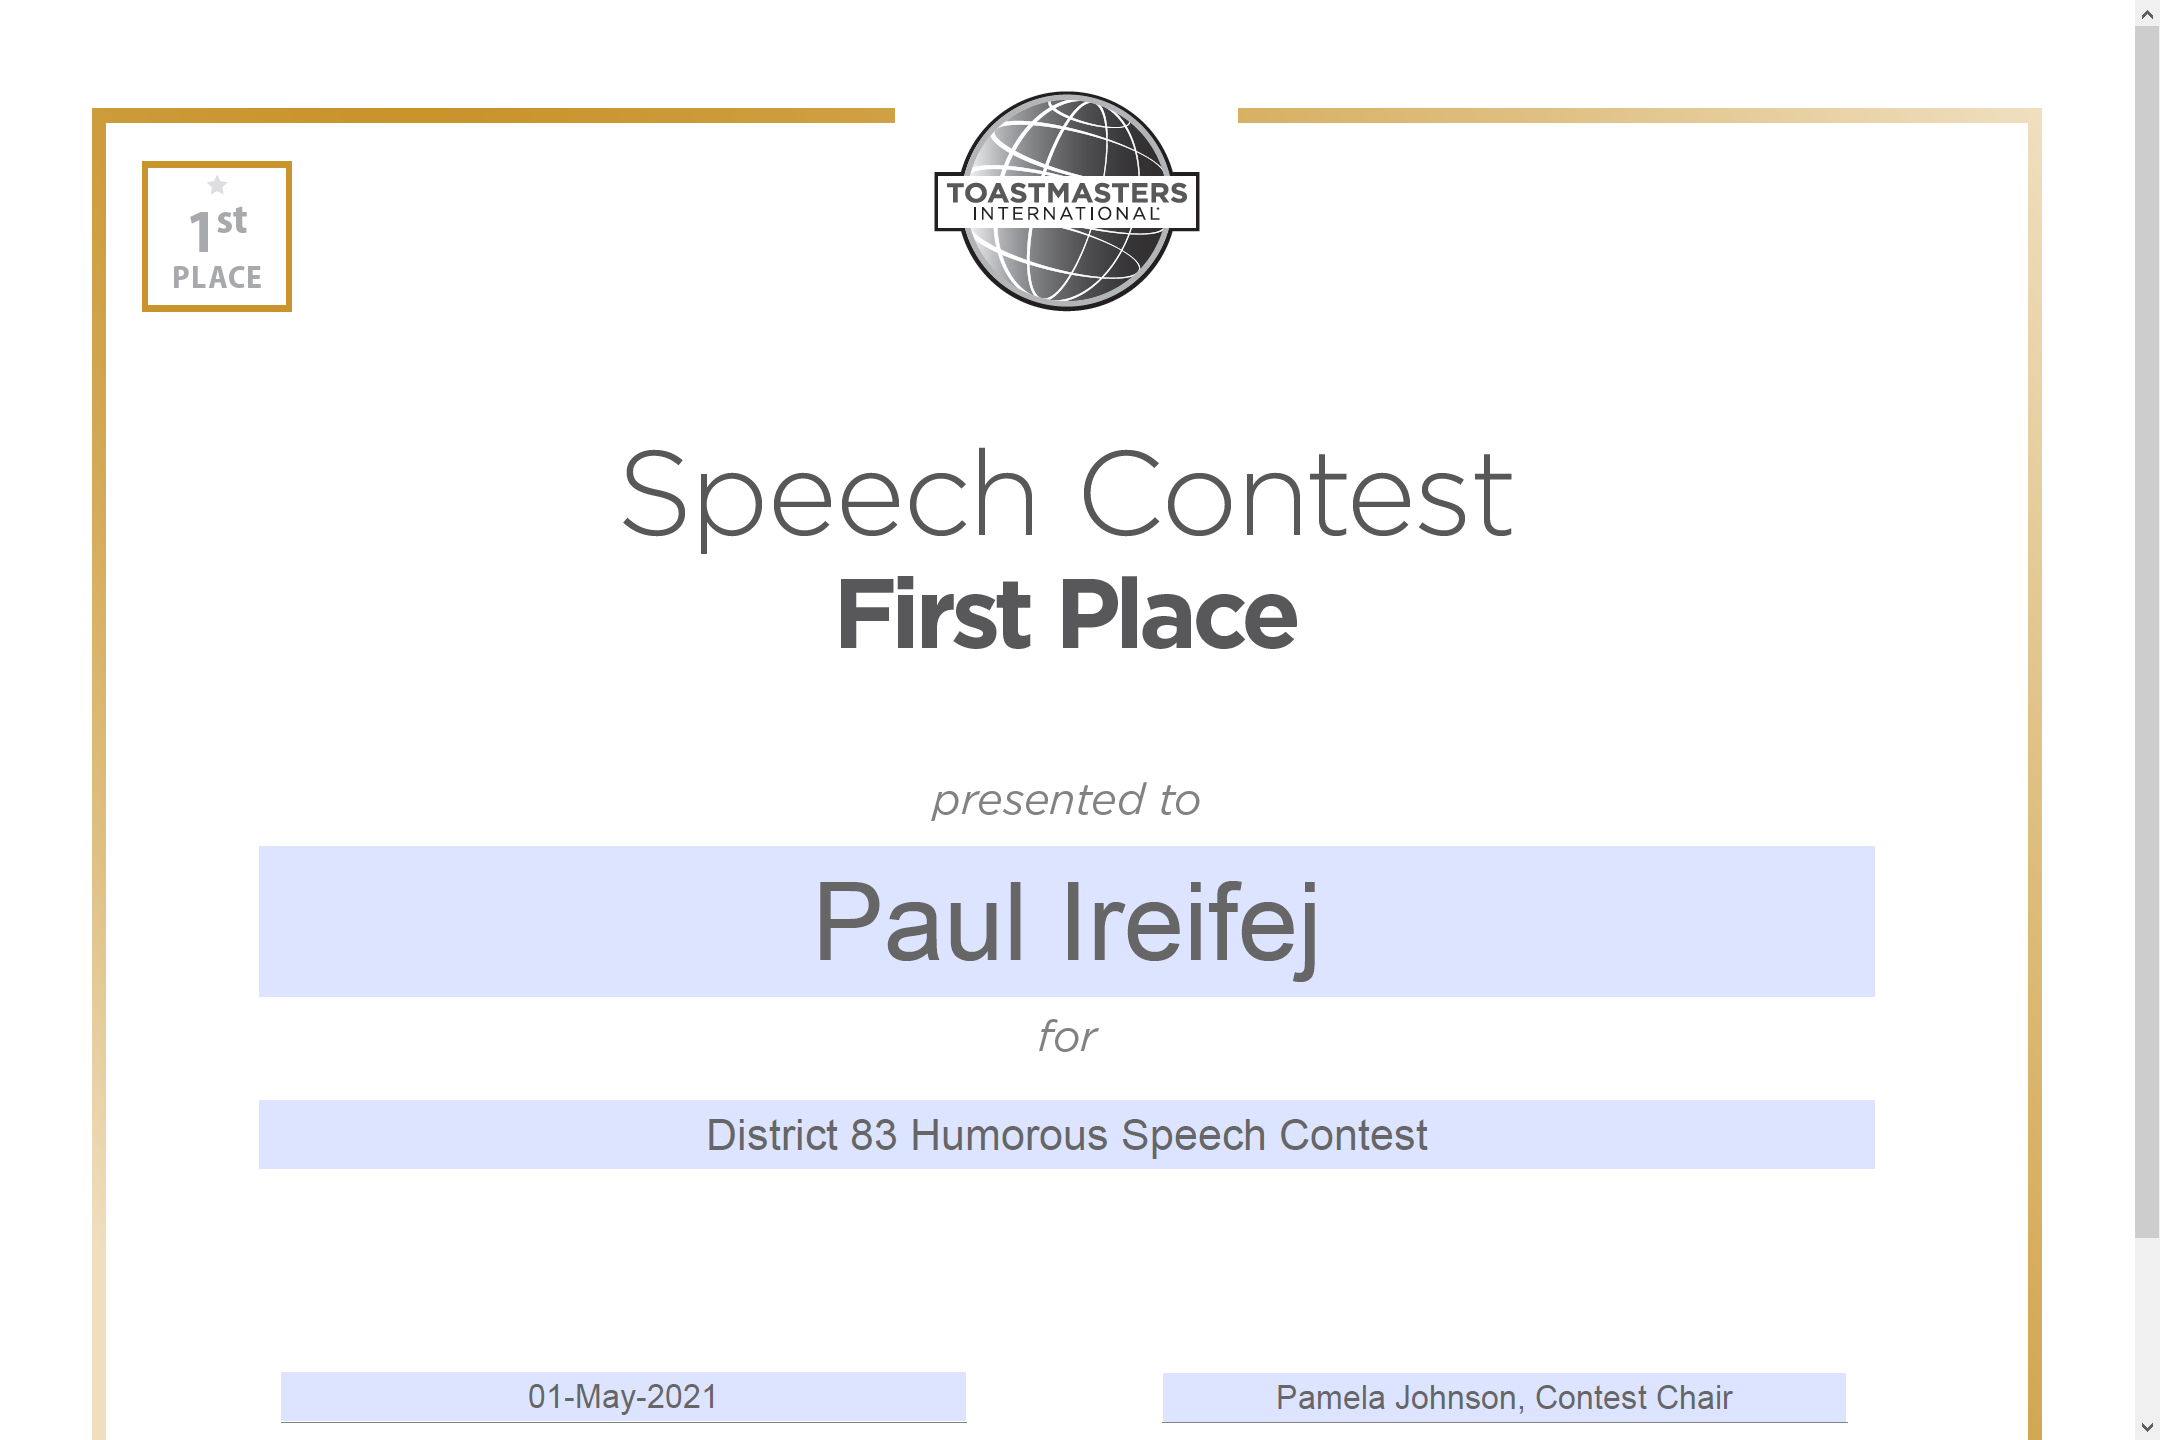 TOASTMASTERS
INTERNATIONAL
1st
PLACE
Speech Contest
First Place
presented to
Paul Ireifej
for
District 83 Humorous Speech Contest
01-May-2021
Pamela Johnson, Contest Chair